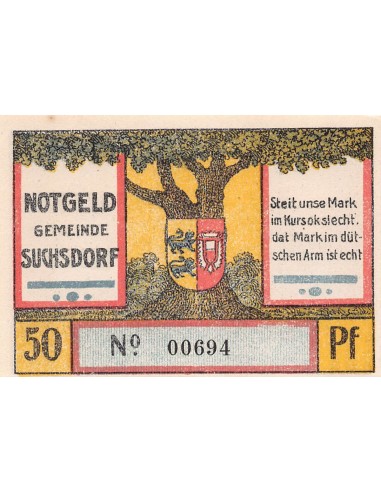 NOTGELD
GEMEINDE
SUCHSDORF
Steit unse Mark
im Kurs ok slecht.
dat Mark im düt-
schen Arm ist echt
50
No 00694
Pf